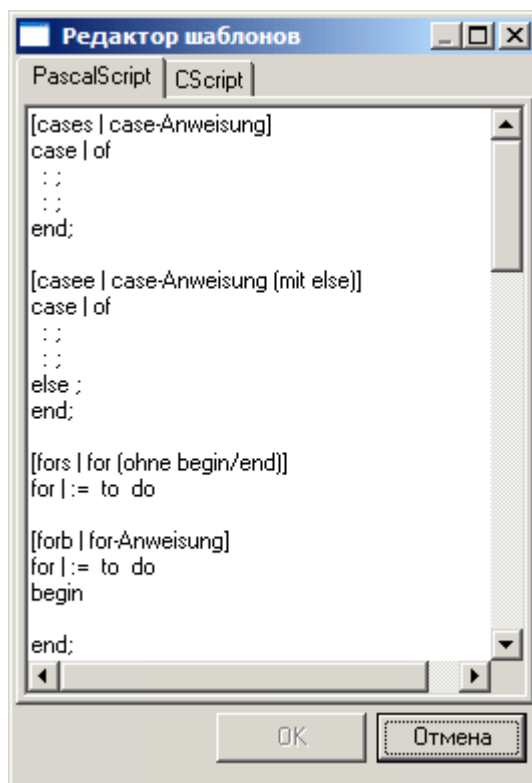 Редактор шаблонов
PascalScript CScript
[cases | case-Anweisung]
case | of
  : ;
  : ;
end;

[casee | case-Anweisung (mit else)]
case | of
  : ;
  : ;
else ;
end;

[fors | for (ohne begin/end)]
for | :=  to  do

[forb | for-Anweisung]
for | :=  to  do
begin

end;
OK Отмена